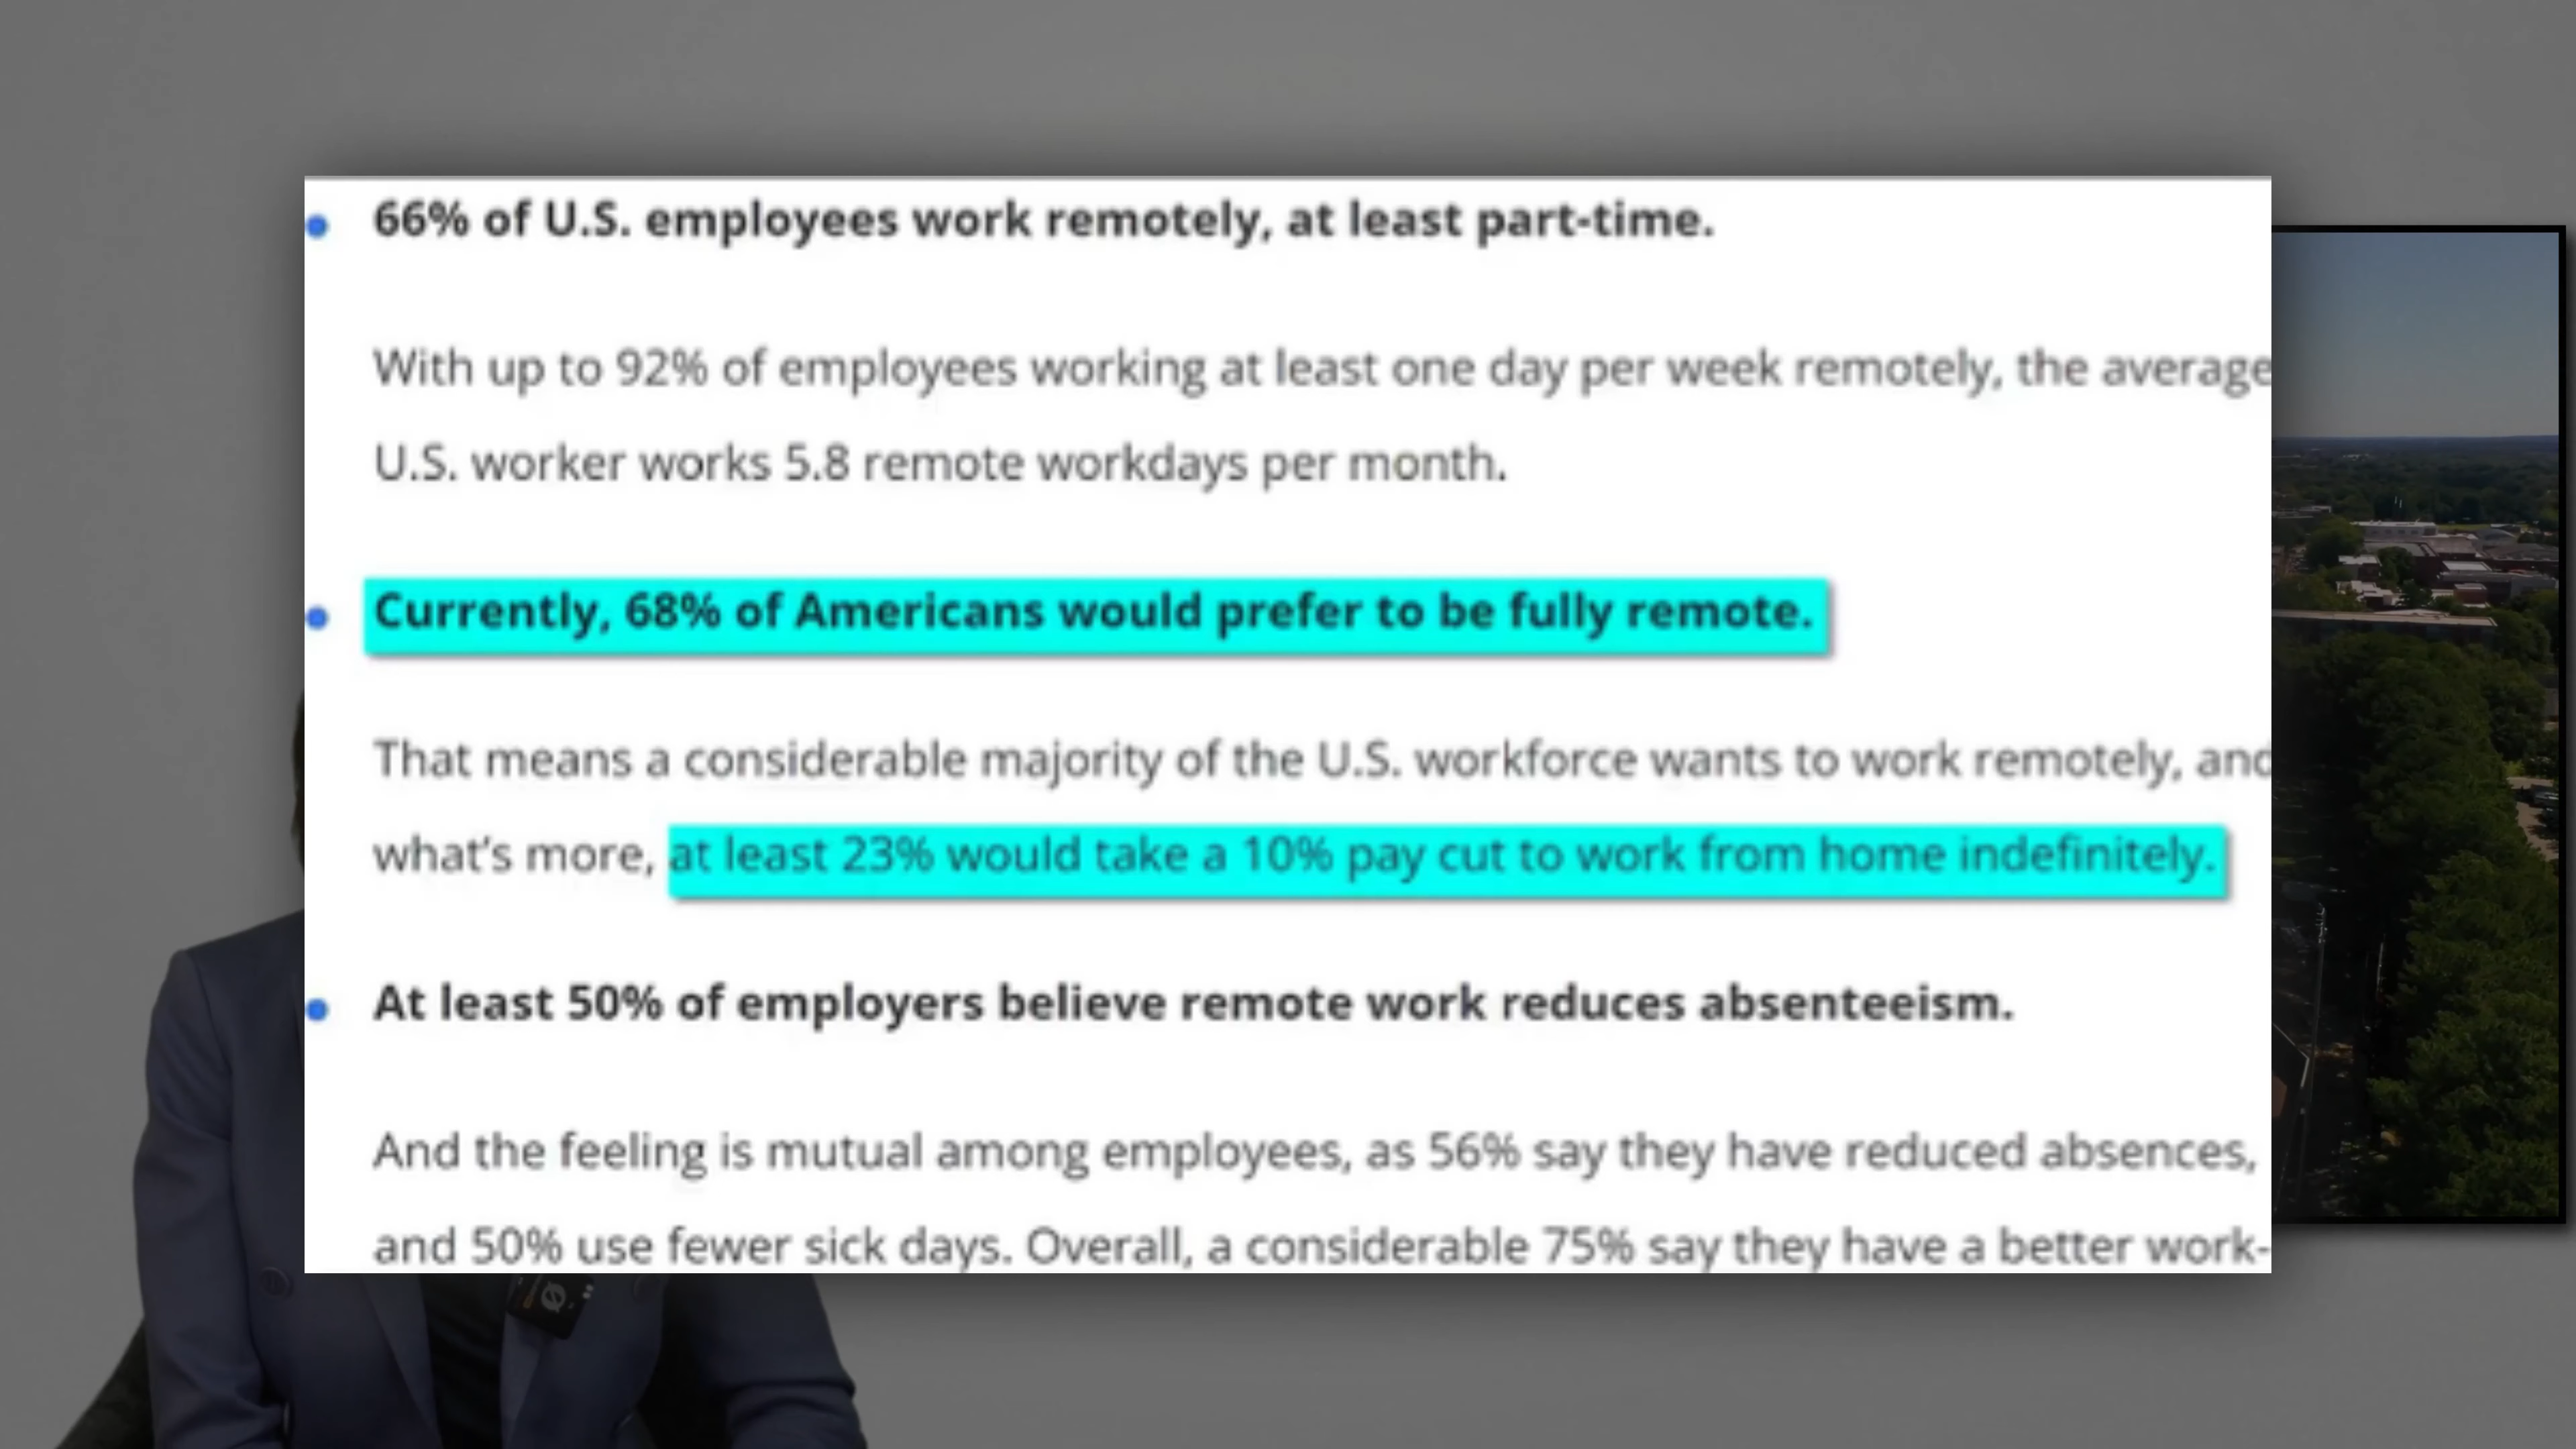 66% of U.S. employees work remotely, at least part-time.
With up to 92% of employees working at least one day per week remotely, the average
U.S. worker works 5.8 remote workdays per month.
Currently, 68% of Americans would prefer to be fully remote.
That means a considerable majority of the U.S. workforce wants to work remotely, and
what’s more, at least 23% would take a 10% pay cut to work from home indefinitely.
At least 50% of employers believe remote work reduces absenteeism.
And the feeling is mutual among employees, as 56% say they have reduced absences,
and 50% use fewer sick days. Overall, a considerable 75% say they have a better work-